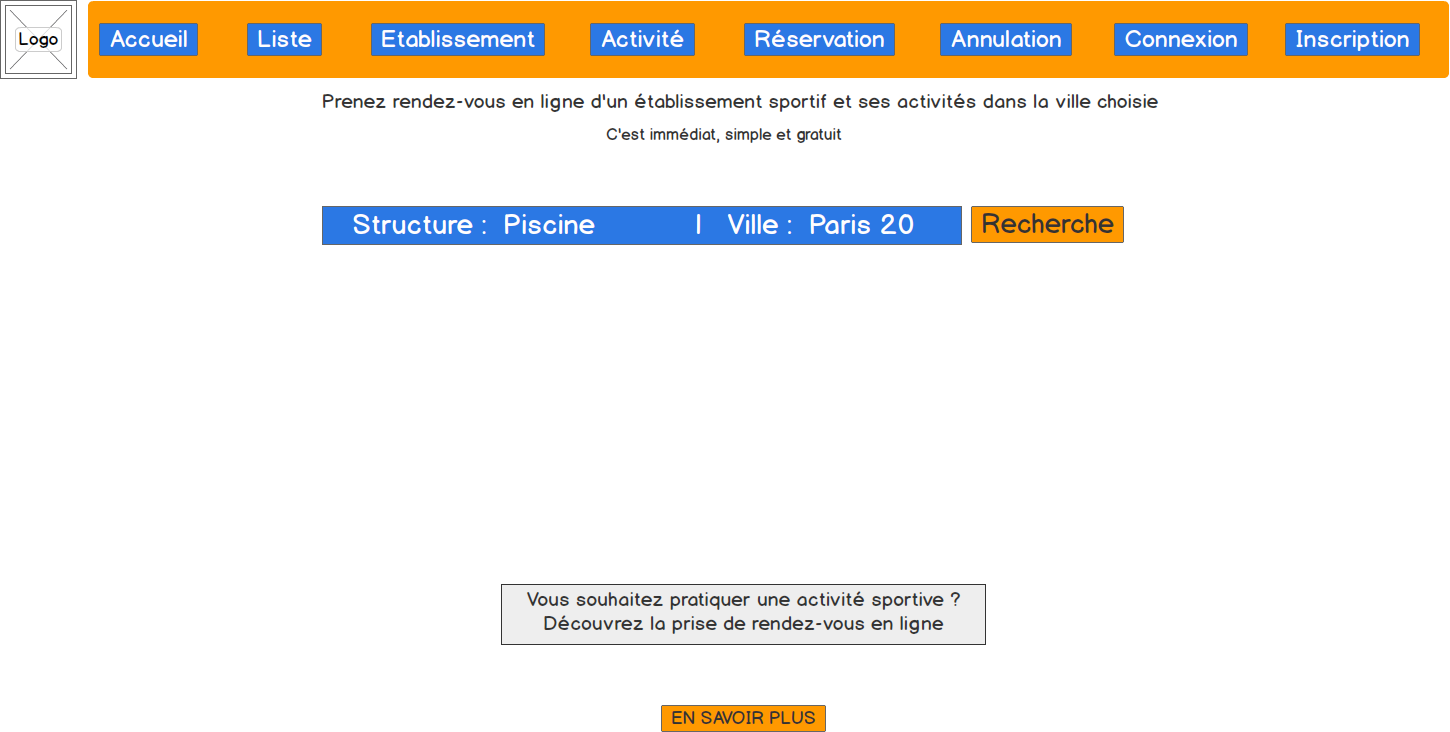 Logo
Accueil Liste Etablissement Activité Réservation Annulation Connexion Inscription
Prenez rendez-vous en ligne d'un établissement sportif et ses activités dans la ville choisie
C'est immédiat, simple et gratuit
Structure : Piscine | Ville : Paris 20 Recherche
Vous souhaitez pratiquer une activité sportive ?
Découvrez la prise de rendez-vous en ligne
EN SAVOIR PLUS